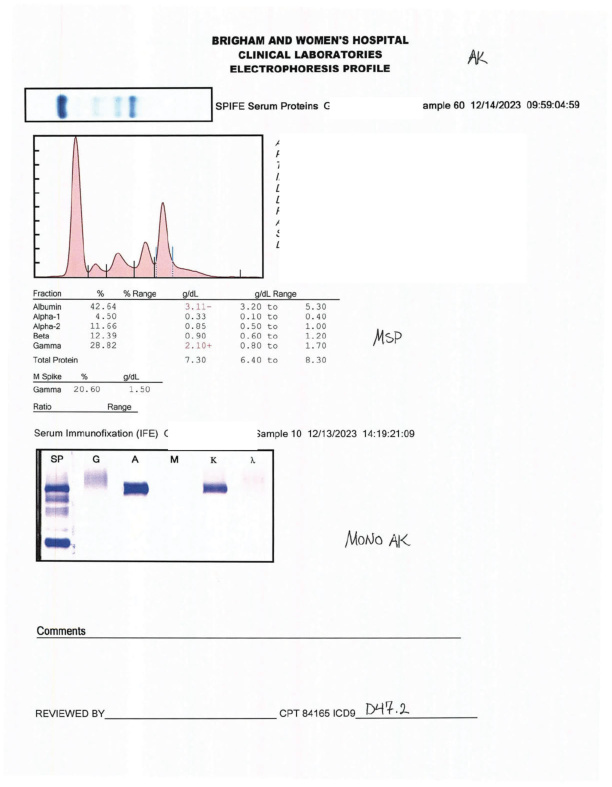 BRIGHAM AND WOMEN'S HOSPITAL
CLINICAL LABORATORIES
ELECTROPHORESIS PROFILE
AK
SPIFE Serum Proteins G ample 60 12/14/2023 09:59:04:59
Fraction % % Range g/dL g/dL Range
Albumin 42.64 3.11- 3.20 to 5.30
Alpha-1 4.50 0.33 0.10 to 0.40
Alpha-2 11.66 0.85 0.50 to 1.00
Beta 12.39 0.90 0.60 to 1.20
Gamma 28.82 2.10+ 0.80 to 1.70
MSP
Total Protein 7.30 6.40 to 8.30
M Spike % g/dL
Gamma 20.60 1.50
Ratio Range
Serum Immunofixation (IFE) Sample 10 12/13/2023 14:19:21:09
SP G A M K λ
MONO AK
Comments
REVIEWED BY CPT 84165 ICD9 D47.2